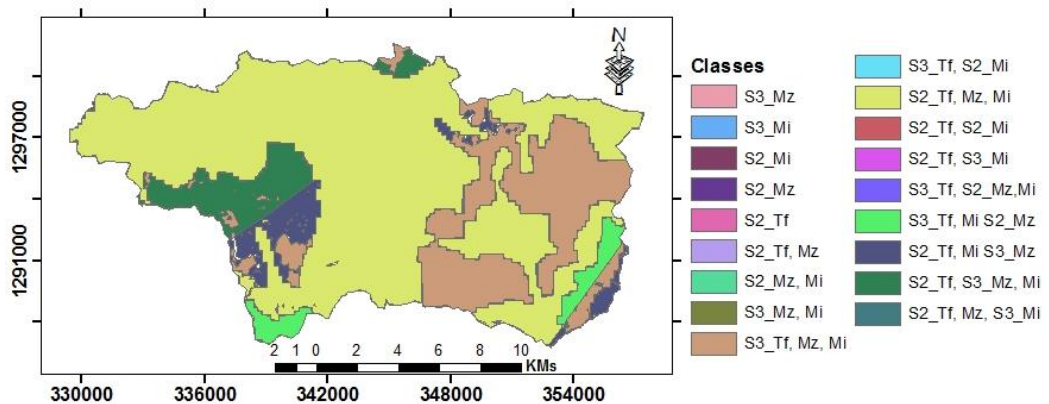 N
1297000
1291000
2 1 0 2 4 6 8 10
KMs
330000 336000 342000 348000 354000
Classes
S3_Mz
S3_Mi
S2_Mi
S2_Mz
S2_Tf
S2_Tf, Mz
S2_Mz, Mi
S3_Mz, Mi
S3_Tf, Mz, Mi
S3_Tf, S2_Mi
S2_Tf, Mz, Mi
S2_Tf, S2_Mi
S2_Tf, S3_Mi
S3_Tf, S2_Mz,Mi
S3_Tf, Mi S2_Mz
S2_Tf, Mi S3_Mz
S2_Tf, S3_Mz, Mi
S2_Tf, Mz, S3_Mi